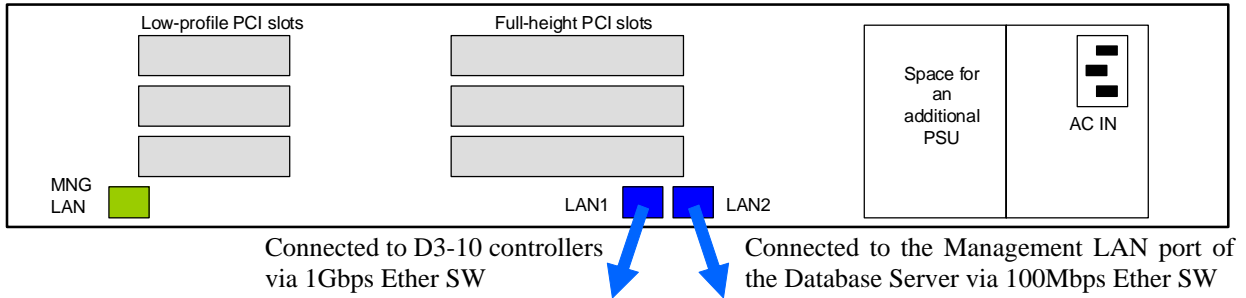 Low-profile PCI slots
Full-height PCI slots
Space for
an
additional
PSU
AC IN
MNG
LAN
LAN1
LAN2
Connected to D3-10 controllers
via 1Gbps Ether SW
Connected to the Management LAN port of
the Database Server via 100Mbps Ether SW